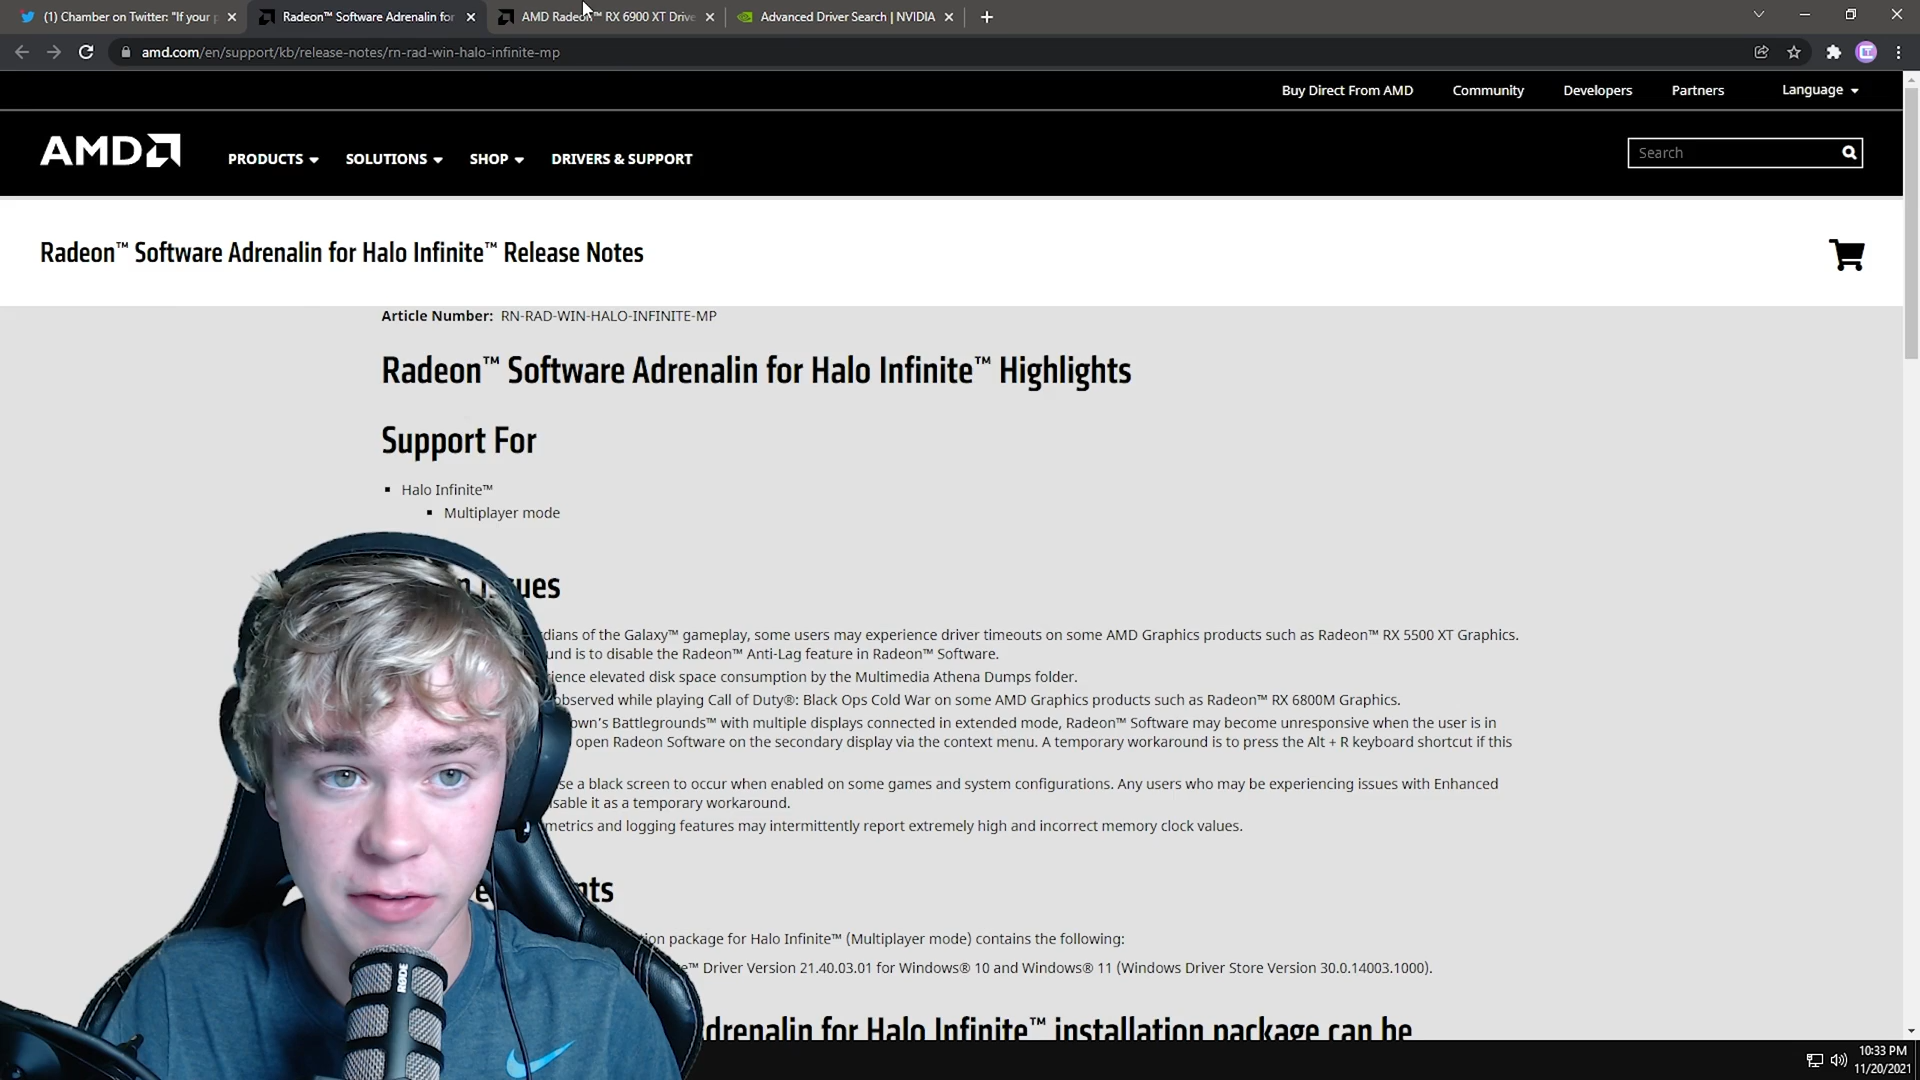 (1) Chamber on Twitter: "If your p
Radeon™ Software Adrenalin for
AMD Radeon™ RX 6900 XT Drive
Advanced Driver Search | NVIDIA
amd.com/en/support/kb/release-notes/rn-rad-win-halo-infinite-mp
Buy Direct From AMD
Community
Developers
Partners
Language
AMD
PRODUCTS
SOLUTIONS
SHOP
DRIVERS & SUPPORT
Search
Radeon™ Software Adrenalin for Halo Infinite™ Release Notes
Article Number: RN-RAD-WIN-HALO-INFINITE-MP
Radeon™ Software Adrenalin for Halo Infinite™ Highlights
Support For
Halo Infinite™
Multiplayer mode
n Issues
dians of the Galaxy™ gameplay, some users may experience driver timeouts on some AMD Graphics products such as Radeon™ RX 5500 XT Graphics.
und is to disable the Radeon™ Anti-Lag feature in Radeon™ Software.
rience elevated disk space consumption by the Multimedia Athena Dumps folder.
observed while playing Call of Duty®: Black Ops Cold War on some AMD Graphics products such as Radeon™ RX 6800M Graphics.
own's Battlegrounds™ with multiple displays connected in extended mode, Radeon™ Software may become unresponsive when the user is in
open Radeon Software on the secondary display via the context menu. A temporary workaround is to press the Alt + R keyboard shortcut if this
se a black screen to occur when enabled on some games and system configurations. Any users who may be experiencing issues with Enhanced
isable it as a temporary workaround.
metrics and logging features may intermittently report extremely high and incorrect memory clock values.
nts
ion package for Halo Infinite™ (Multiplayer mode) contains the following:
™ Driver Version 21.40.03.01 for Windows® 10 and Windows® 11 (Windows Driver Store Version 30.0.14003.1000).
drenalin for Halo Infinite™ installation package can be
RODE
10:33 PM
11/20/2021